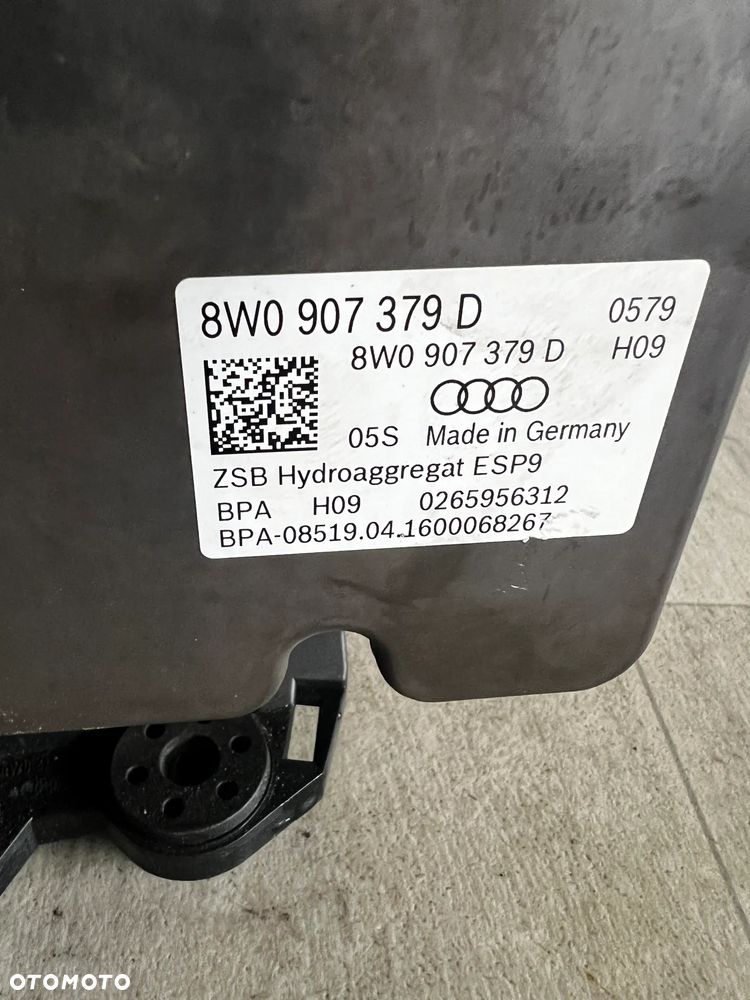 8W0 907 379 D 0579
8W0 907 379 D H09
05S Made in Germany
ZSB Hydroaggregat ESP9
BPA H09 0265956312
BPA-08519.04.1600068267
OTOMOTO